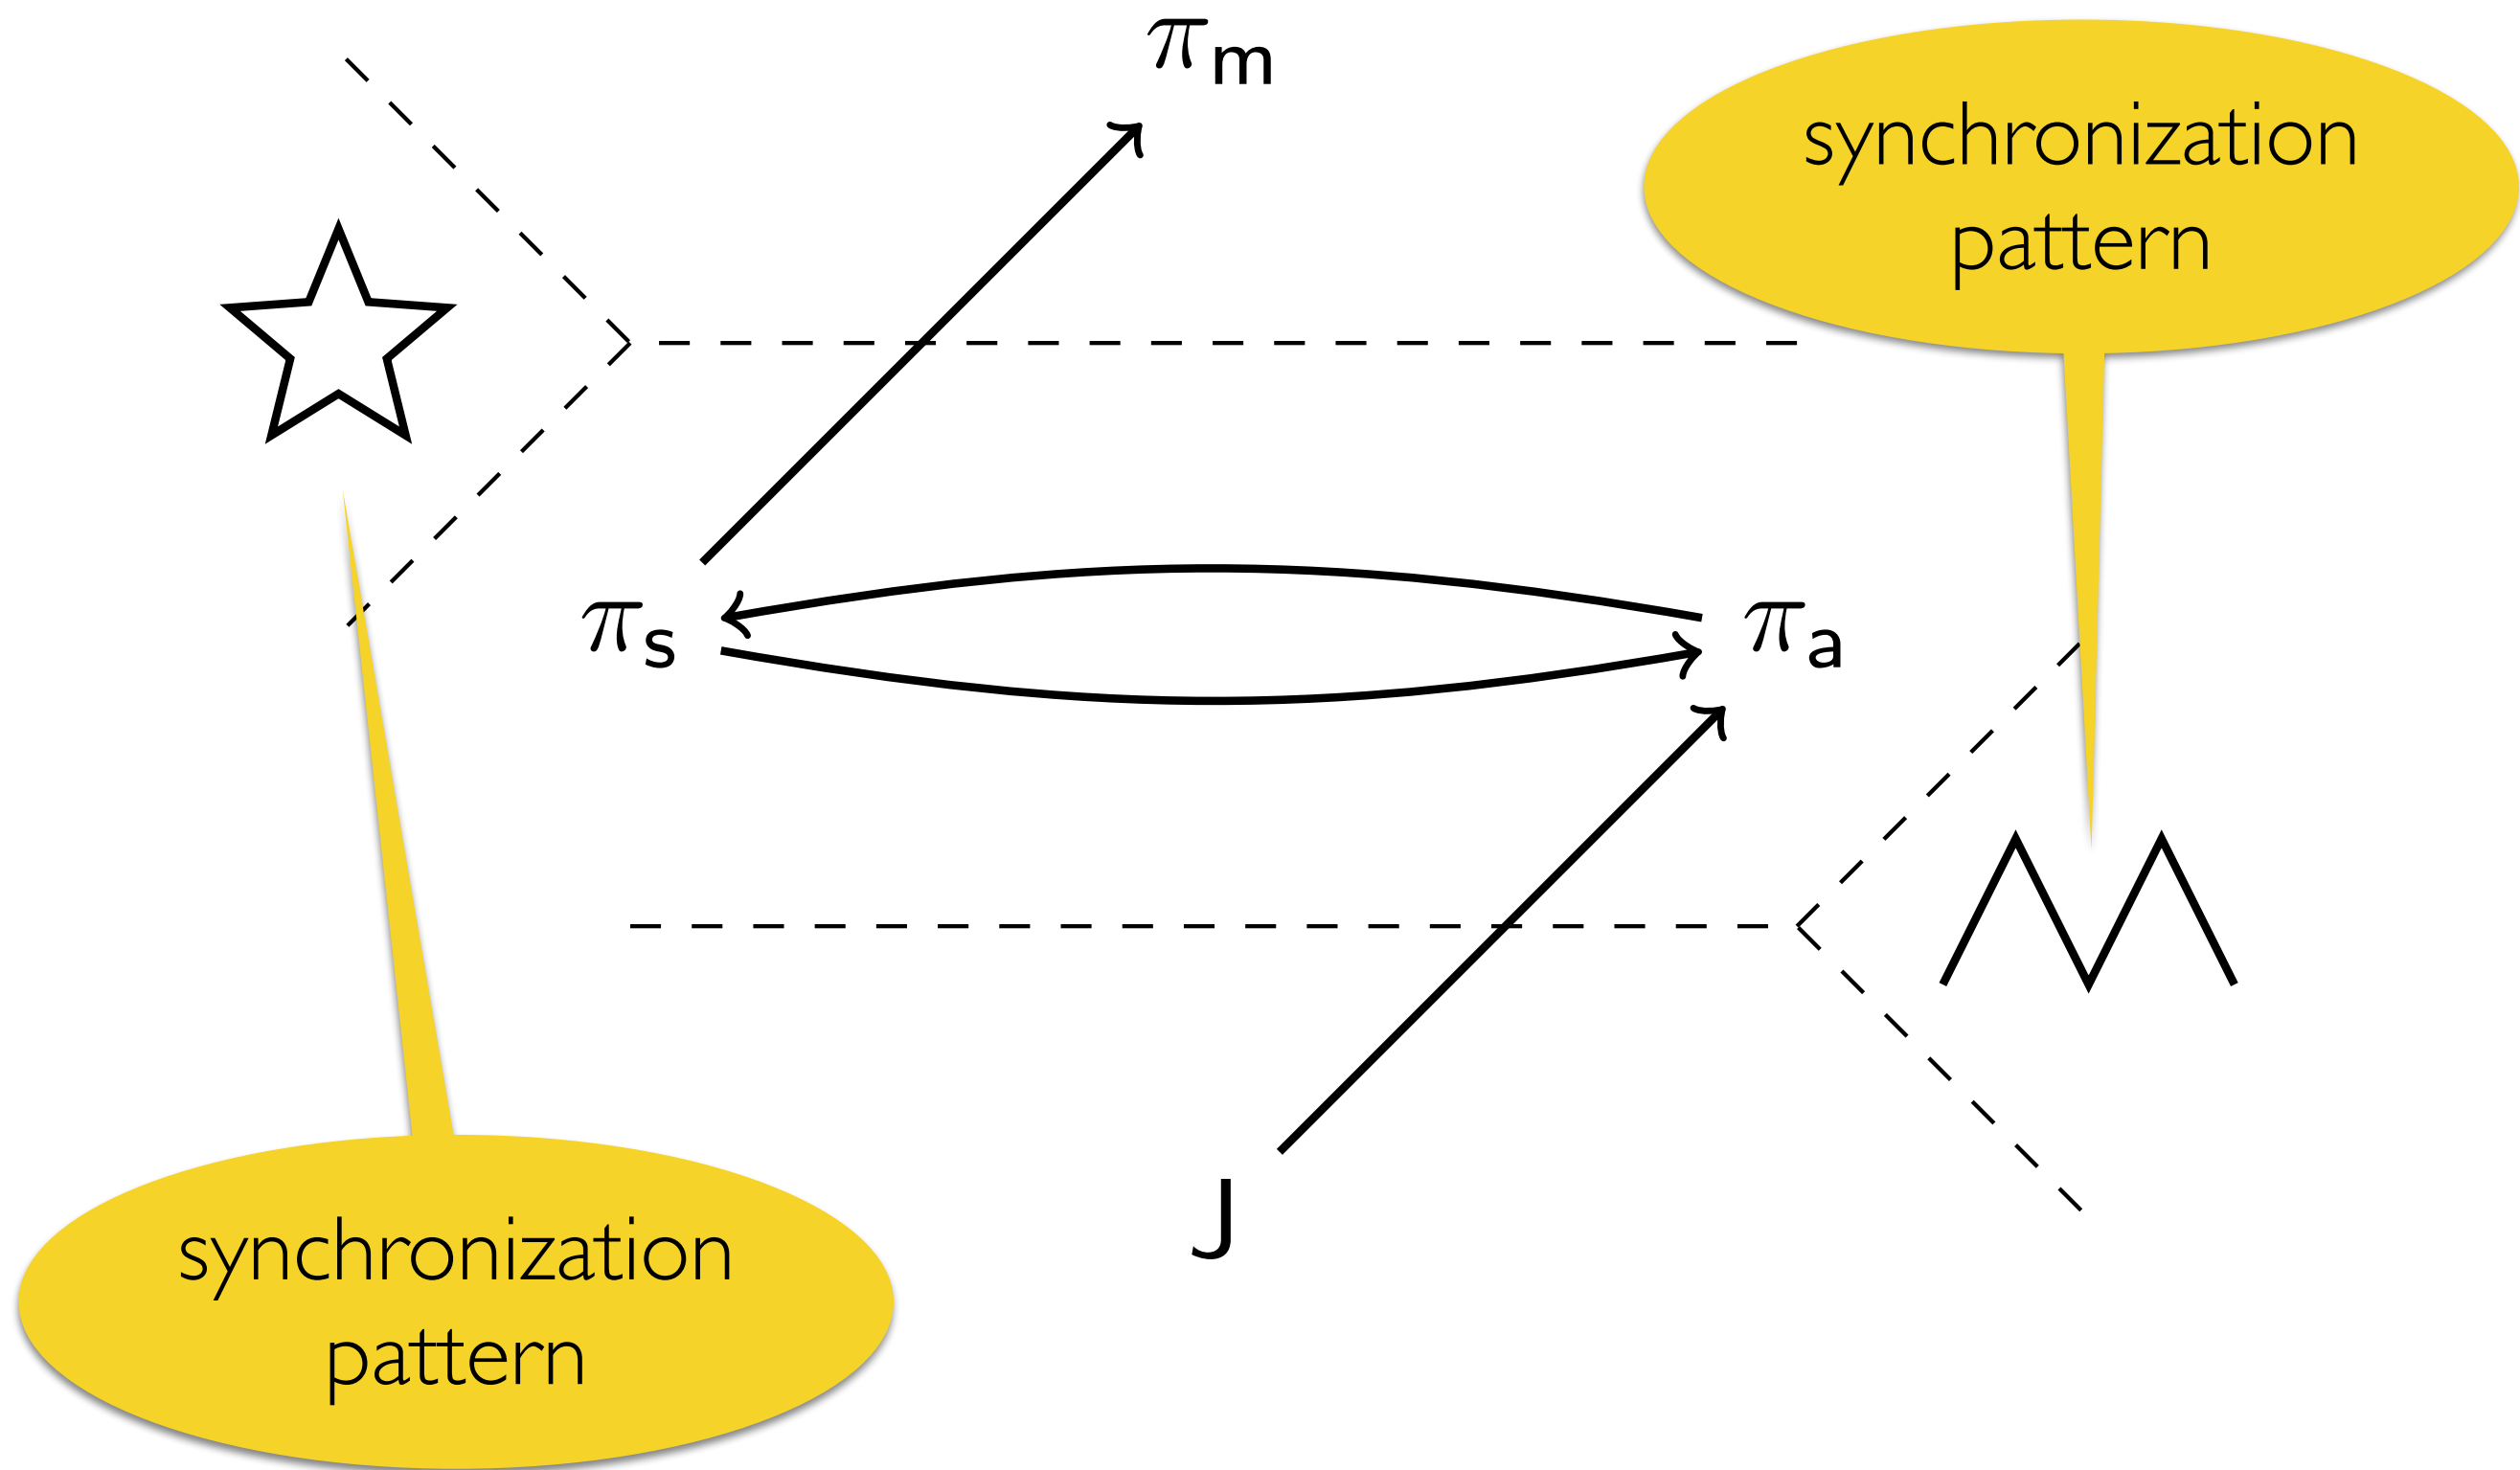 πm
synchronization
pattern
πs
πa
J
synchronization
pattern